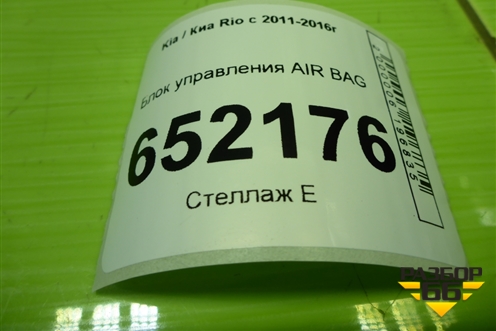 Kia / Киа Rio с 2011-2016г
Блок управления AIR BAG
652176
Стеллаж Е
РАЗБОР
66